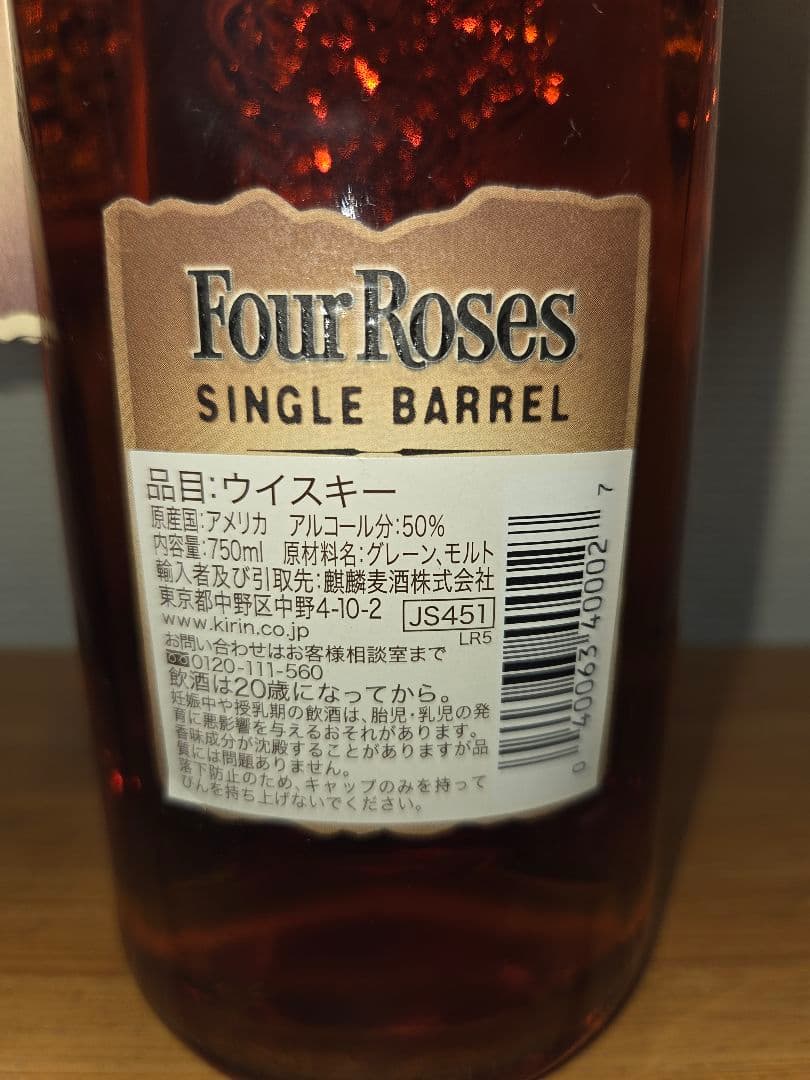 Four Roses
SINGLE BARREL
品目:ウイスキー
原産国:アメリカ アルコール分:50%
内容量:750ml 原材料名:グレーン、モルト
輸入者及び引取先:麒麟麦酒株式会社
東京都中野区中野4-10-2 JS451
www.kirin.co.jp LR5
お問い合わせはお客様相談室まで
0120-111-560
飲酒は20歳になってから。
妊娠中や授乳期の飲酒は、胎児・乳児の発
育に悪影響を与えるおそれがあります。
香味成分が沈殿することがありますが品
質には問題ありません。
落下防止のため、キャップのみを持って
びんを持ち上げないでください。
0 40063 40002 7